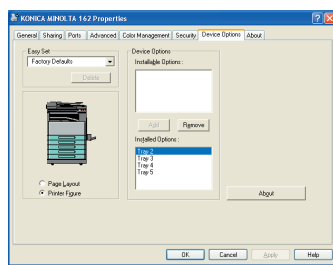 KONICA MINOLTA 162 Properties
General Sharing Ports Advanced Color Management Security Device Options About
Easy Set
Factory Defaults
Delete
Page Layout
Printer Figure
Device Options
Installable Options :
Add Remove
Installed Options :
Tray 2
Tray 3
Tray 4
Tray 5
About
OK Cancel Apply Help